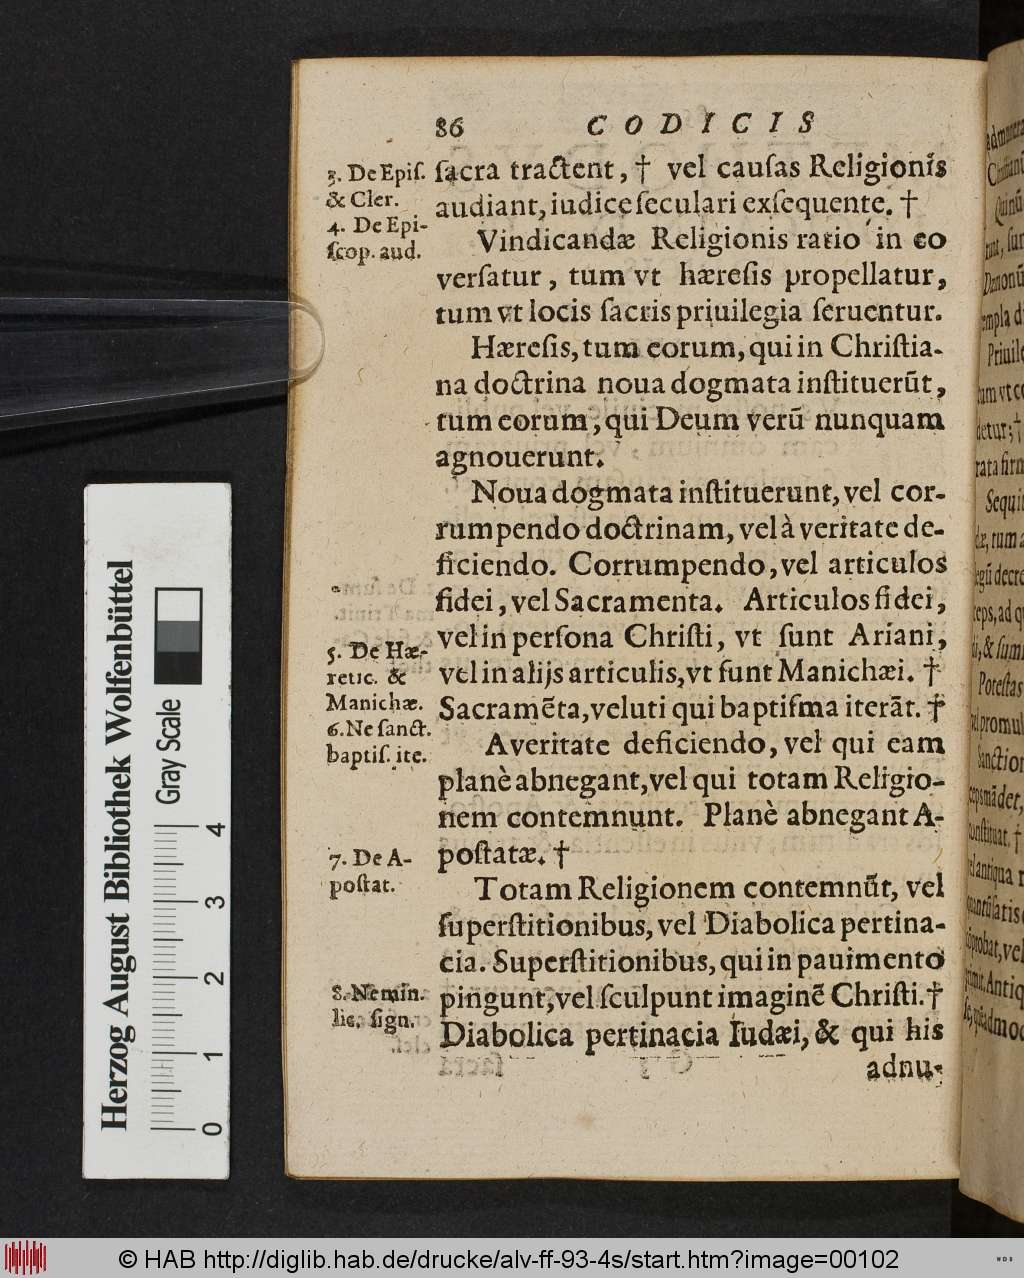 86 CODICIS
3. De Epiſ.
& Cler.
4. De Epi-
ſcop. aud.
ſacra tractent, † vel cauſas Religionis
audiant, iudice ſeculari exſequente. †
Vindicandæ Religionis ratio in eo
verſatur, tum vt hæreſis propellatur,
tum vt locis ſacris priuilegia ſeruentur.
Hæreſis, tum eorum, qui in Chriſtia-
na doctrina noua dogmata inſtituerūt,
tum eorum, qui Deum verū nunquam
agnouerunt.
Noua dogmata inſtituerunt, vel cor-
rumpendo doctrinam, vel à veritate de-
ficiendo. Corrumpendo, vel articulos
fidei, vel Sacramenta. Articulos fidei,
5. De Hæ-
retic. &
Manichæ.
6. Ne ſanct.
baptiſ. ite.
vel in perſona Chriſti, vt ſunt Ariani,
vel in alijs articulis, vt ſunt Manichæi. †
Sacramēta, veluti qui baptiſma iterāt. †
A veritate deficiendo, vel qui eam
planè abnegant, vel qui totam Religio-
nem contemnunt. Planè abnegant A-
poſtatæ. †
7. De A-
poſtat.
Totam Religionem contemnūt, vel
ſuperſtitionibus, vel Diabolica pertina-
cia. Superſtitionibus, qui in pauimento
8. Nemin.
lic. ſign.
pingunt, vel ſculpunt imaginē Chriſti. †
Diabolica pertinacia Iudæi, & qui his
adnu-
Herzog August Bibliothek Wolfenbüttel
Gray Scale
0 1 2 3 4
© HAB http://diglib.hab.de/drucke/alv-ff-93-4s/start.htm?image=00102